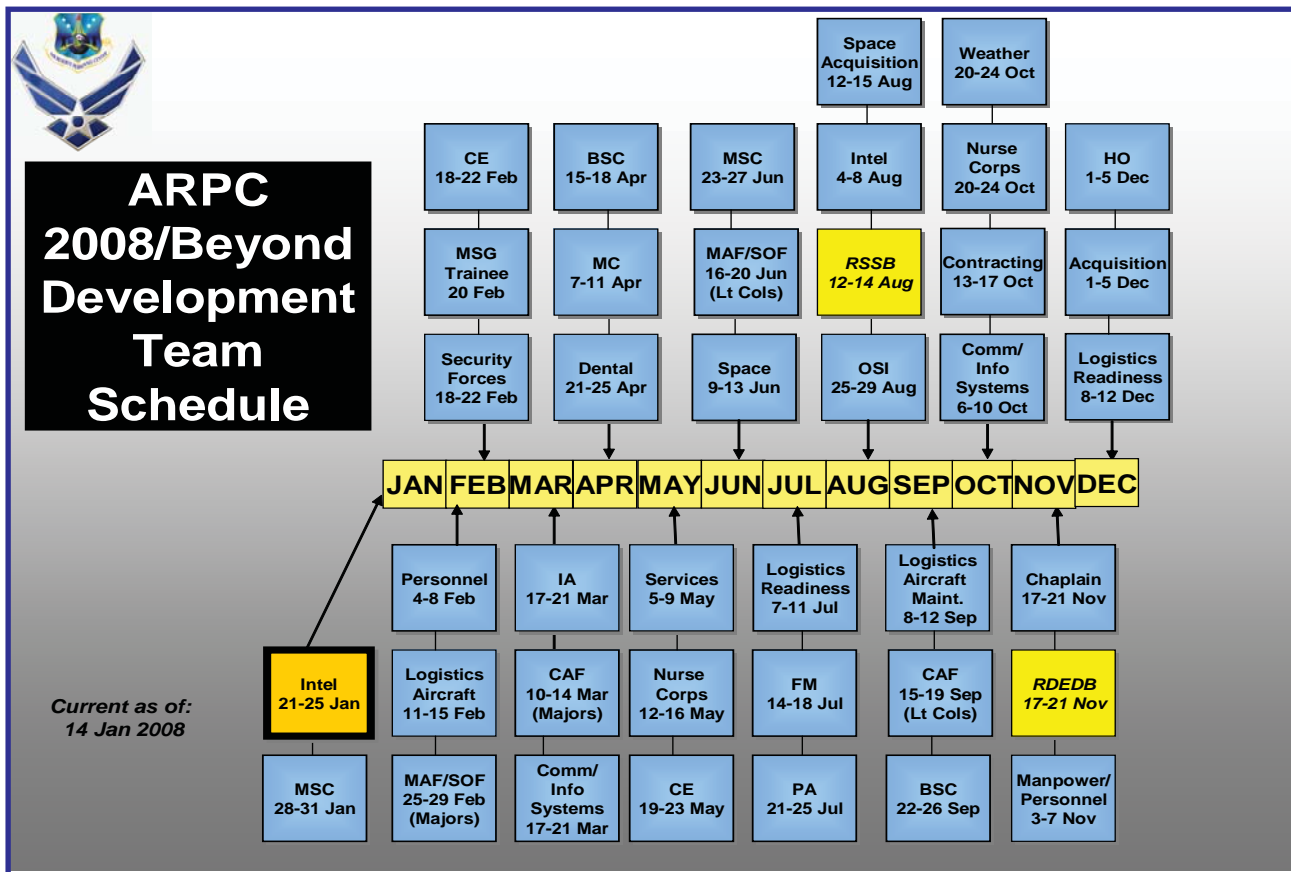 ARPC
2008/Beyond
Development
Team
Schedule
Current as of:
14 Jan 2008
CE
18-22 Feb
MSG
Trainee
20 Feb
Security
Forces
18-22 Feb
BSC
15-18 Apr
MC
7-11 Apr
Dental
21-25 Apr
MSC
23-27 Jun
MAF/SOF
16-20 Jun
(Lt Cols)
Space
9-13 Jun
Space
Acquisition
12-15 Aug
Intel
4-8 Aug
RSSB
12-14 Aug
OSI
25-29 Aug
Weather
20-24 Oct
Nurse
Corps
20-24 Oct
Contracting
13-17 Oct
Comm/
Info
Systems
6-10 Oct
HO
1-5 Dec
Acquisition
1-5 Dec
Logistics
Readiness
8-12 Dec
JAN FEB MAR APR MAY JUN JUL AUG SEP OCT NOV DEC
Intel
21-25 Jan
MSC
28-31 Jan
Personnel
4-8 Feb
Logistics
Aircraft
11-15 Feb
MAF/SOF
25-29 Feb
(Majors)
IA
17-21 Mar
CAF
10-14 Mar
(Majors)
Comm/
Info
Systems
17-21 Mar
Services
5-9 May
Nurse
Corps
12-16 May
CE
19-23 May
Logistics
Readiness
7-11 Jul
FM
14-18 Jul
PA
21-25 Jul
Logistics
Aircraft
Maint.
8-12 Sep
CAF
15-19 Sep
(Lt Cols)
BSC
22-26 Sep
Chaplain
17-21 Nov
RDEDB
17-21 Nov
Manpower/
Personnel
3-7 Nov